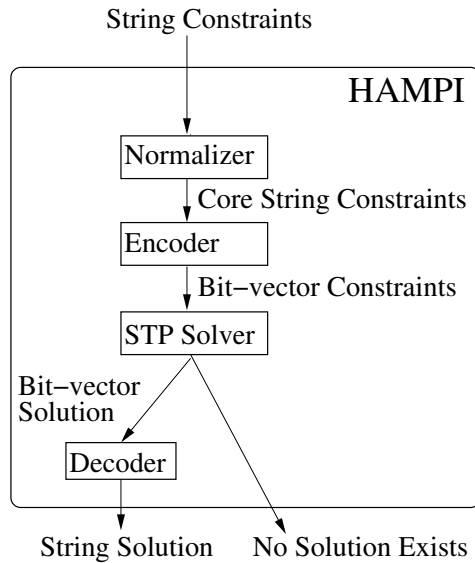 String Constraints
HAMPI
Normalizer
Core String Constraints
Encoder
Bit−vector Constraints
STP Solver
Bit−vector
Solution
Decoder
String Solution
No Solution Exists